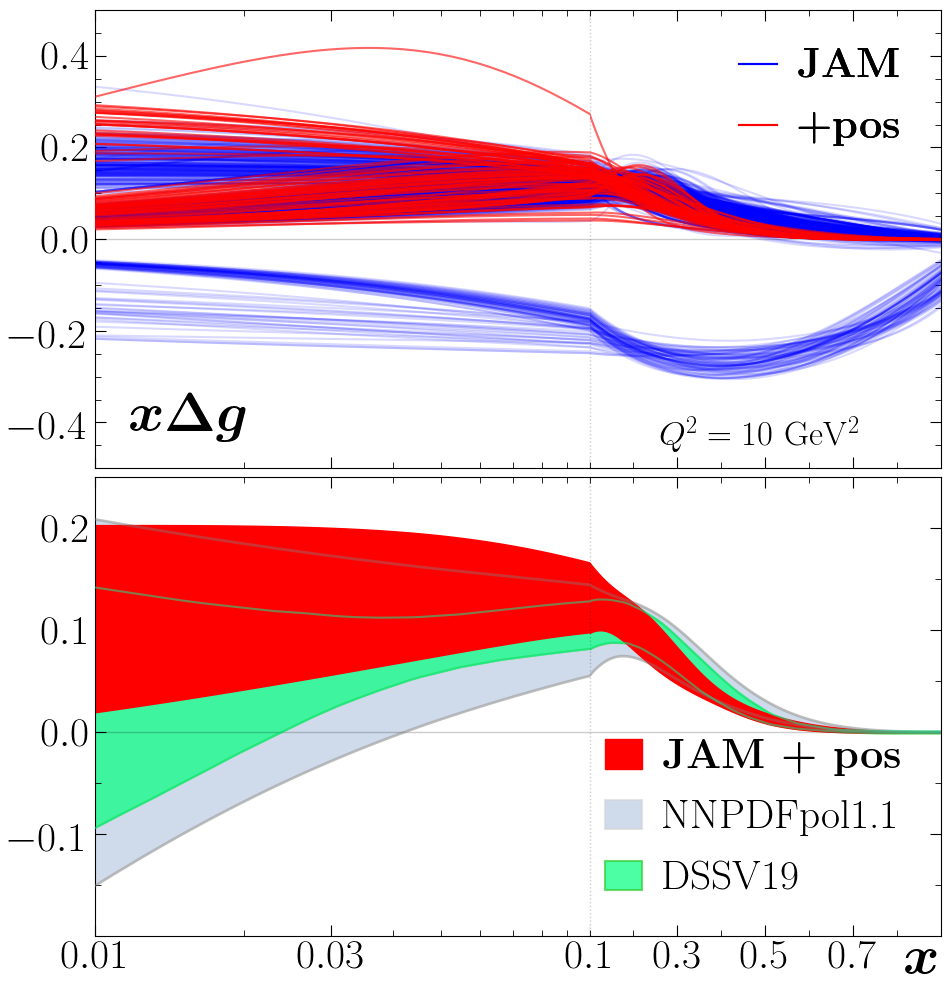 0.4
0.2
0.0
−0.2
−0.4
JAM
+pos
xΔg
Q² = 10 GeV²
0.2
0.1
0.0
−0.1
JAM + pos
NNPDFpol1.1
DSSV19
0.01 0.03 0.1 0.3 0.5 0.7 x